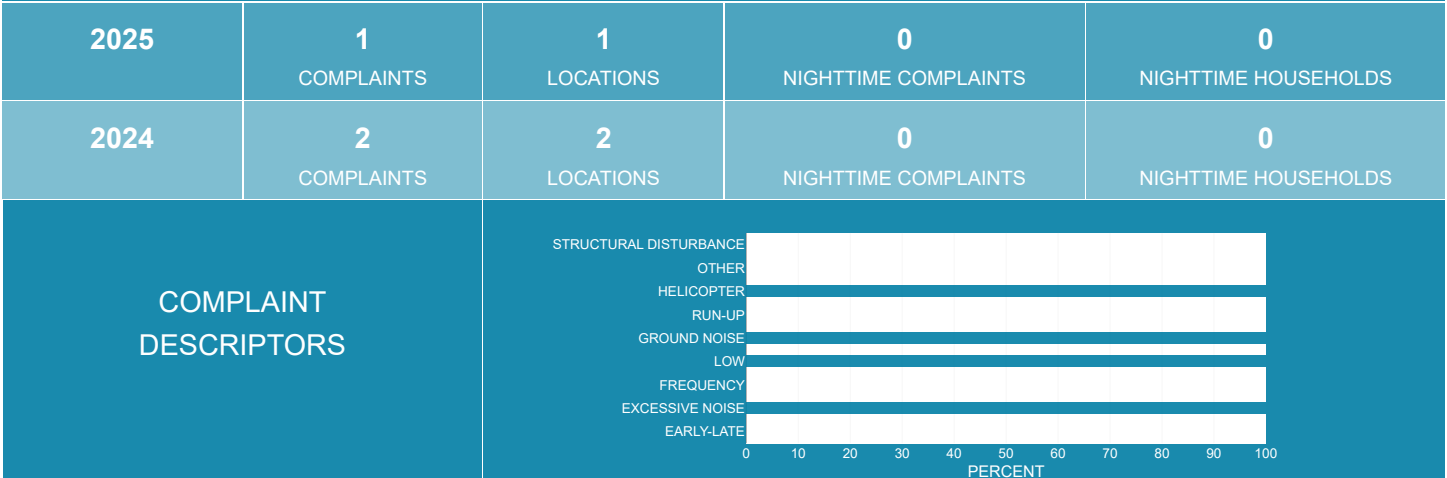 2025
1
COMPLAINTS
1
LOCATIONS
0
NIGHTTIME COMPLAINTS
0
NIGHTTIME HOUSEHOLDS
2024
2
COMPLAINTS
2
LOCATIONS
0
NIGHTTIME COMPLAINTS
0
NIGHTTIME HOUSEHOLDS
COMPLAINT
DESCRIPTORS
STRUCTURAL DISTURBANCE
OTHER
HELICOPTER
RUN-UP
GROUND NOISE
LOW
FREQUENCY
EXCESSIVE NOISE
EARLY-LATE
0 10 20 30 40 50 60 70 80 90 100
PERCENT